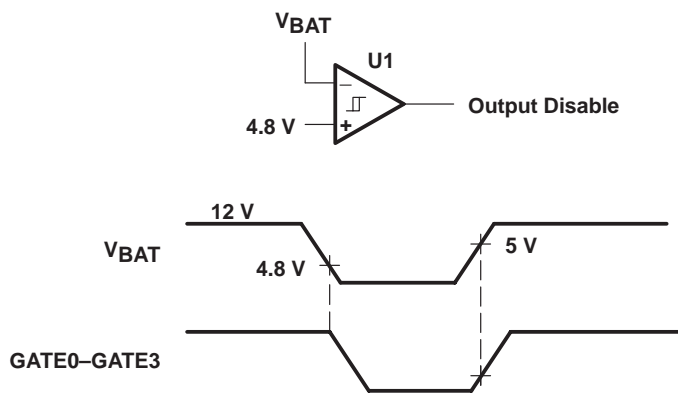 VBAT
U1
–
4.8 V
+
Output Disable
12 V
VBAT
4.8 V
5 V
GATE0–GATE3